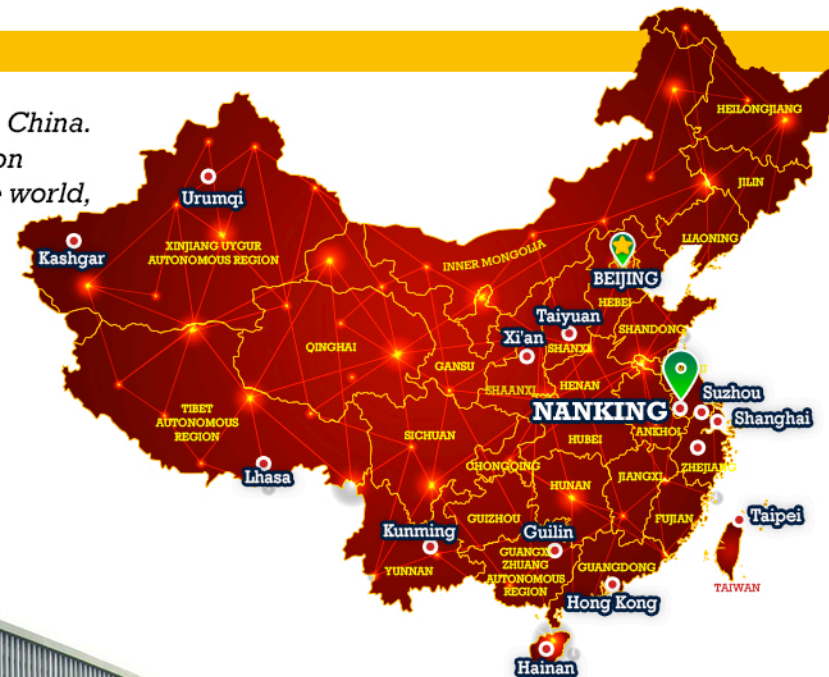 China.
on
world,
HEILONGJIANG
JILIN
LIAONING
Urumqi
Kashgar
XINJIANG UYGUR
AUTONOMOUS REGION
INNER MONGOLIA
BEIJING
HEBEI
Taiyuan
SHANXI
SHANDONG
Xi'an
QINGHAI
GANSU
SHAANXI
HENAN
Suzhou
NANKING
Shanghai
TIBET
AUTONOMOUS
REGION
SICHUAN
HUBEI
ANKHOI
CHONGQING
ZHEJIANG
Lhasa
HUNAN
JIANGXI
GUIZHOU
FUJIAN
Taipei
Kunming
Guilin
YUNNAN
GUANGXI
ZHUANG
AUTONOMOUS
REGION
GUANGDONG
TAIWAN
Hong Kong
Hainan